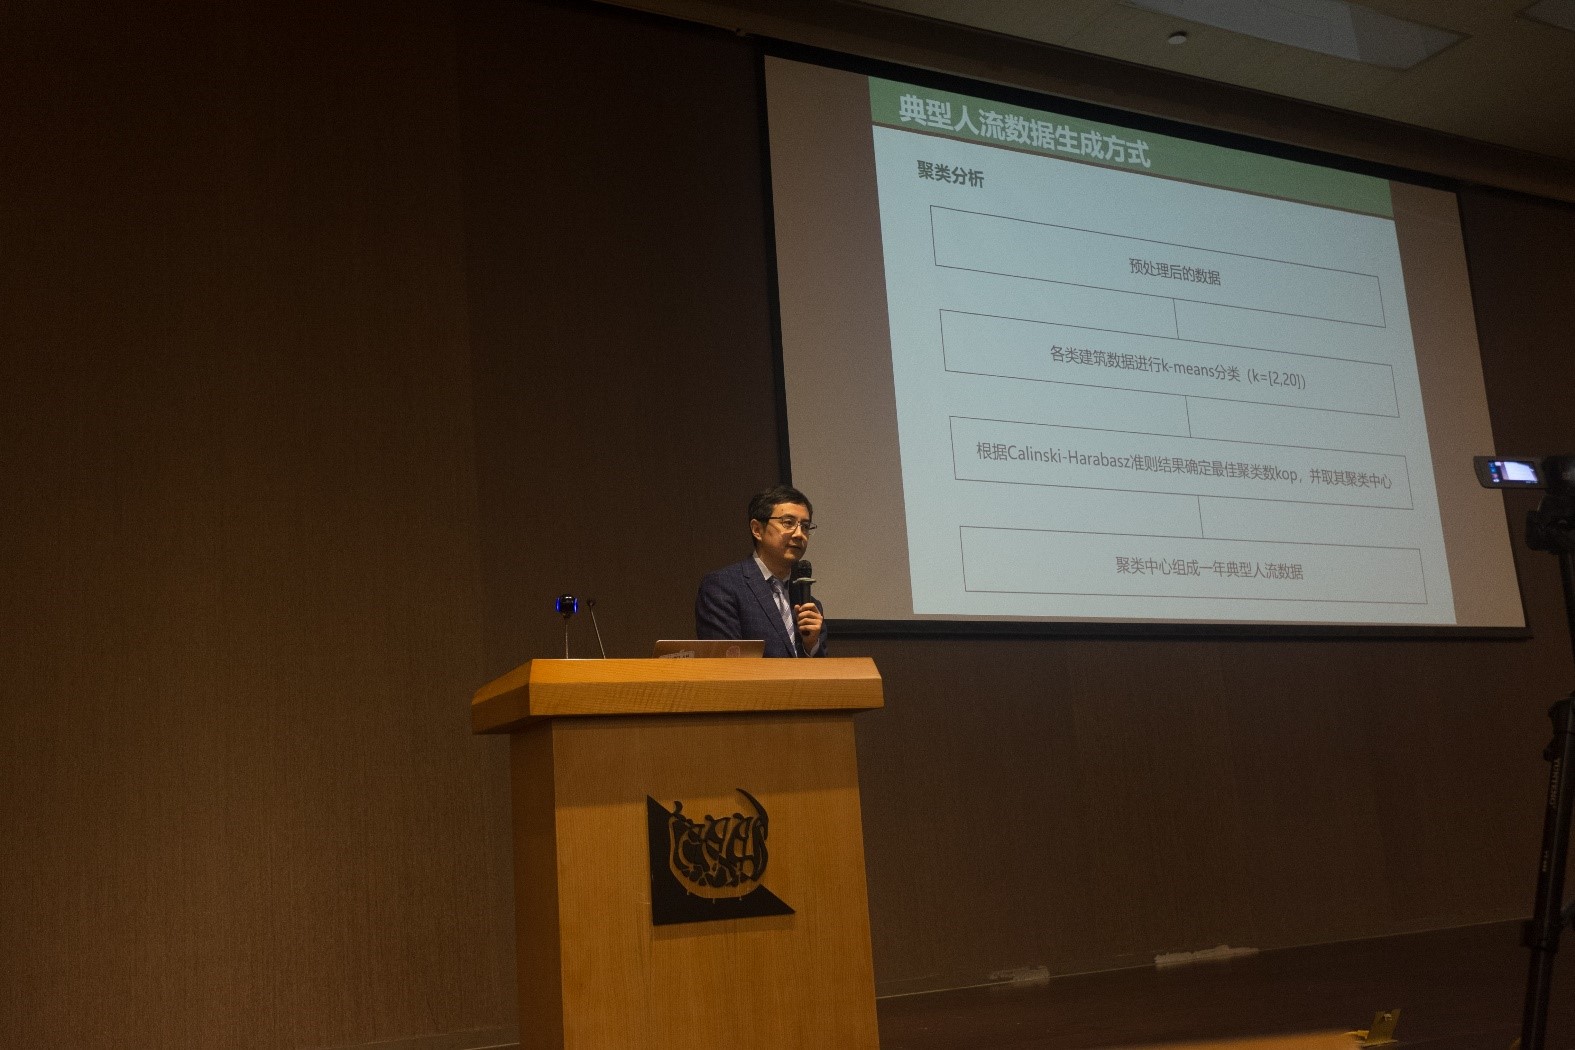 典型人流数据生成方式
聚类分析
预处理后的数据
各类建筑数据进行k-means分类（k=[2,20]）
根据Calinski-Harabasz准则结果确定最佳聚类数kop，并取其聚类中心
聚类中心组成一年典型人流数据